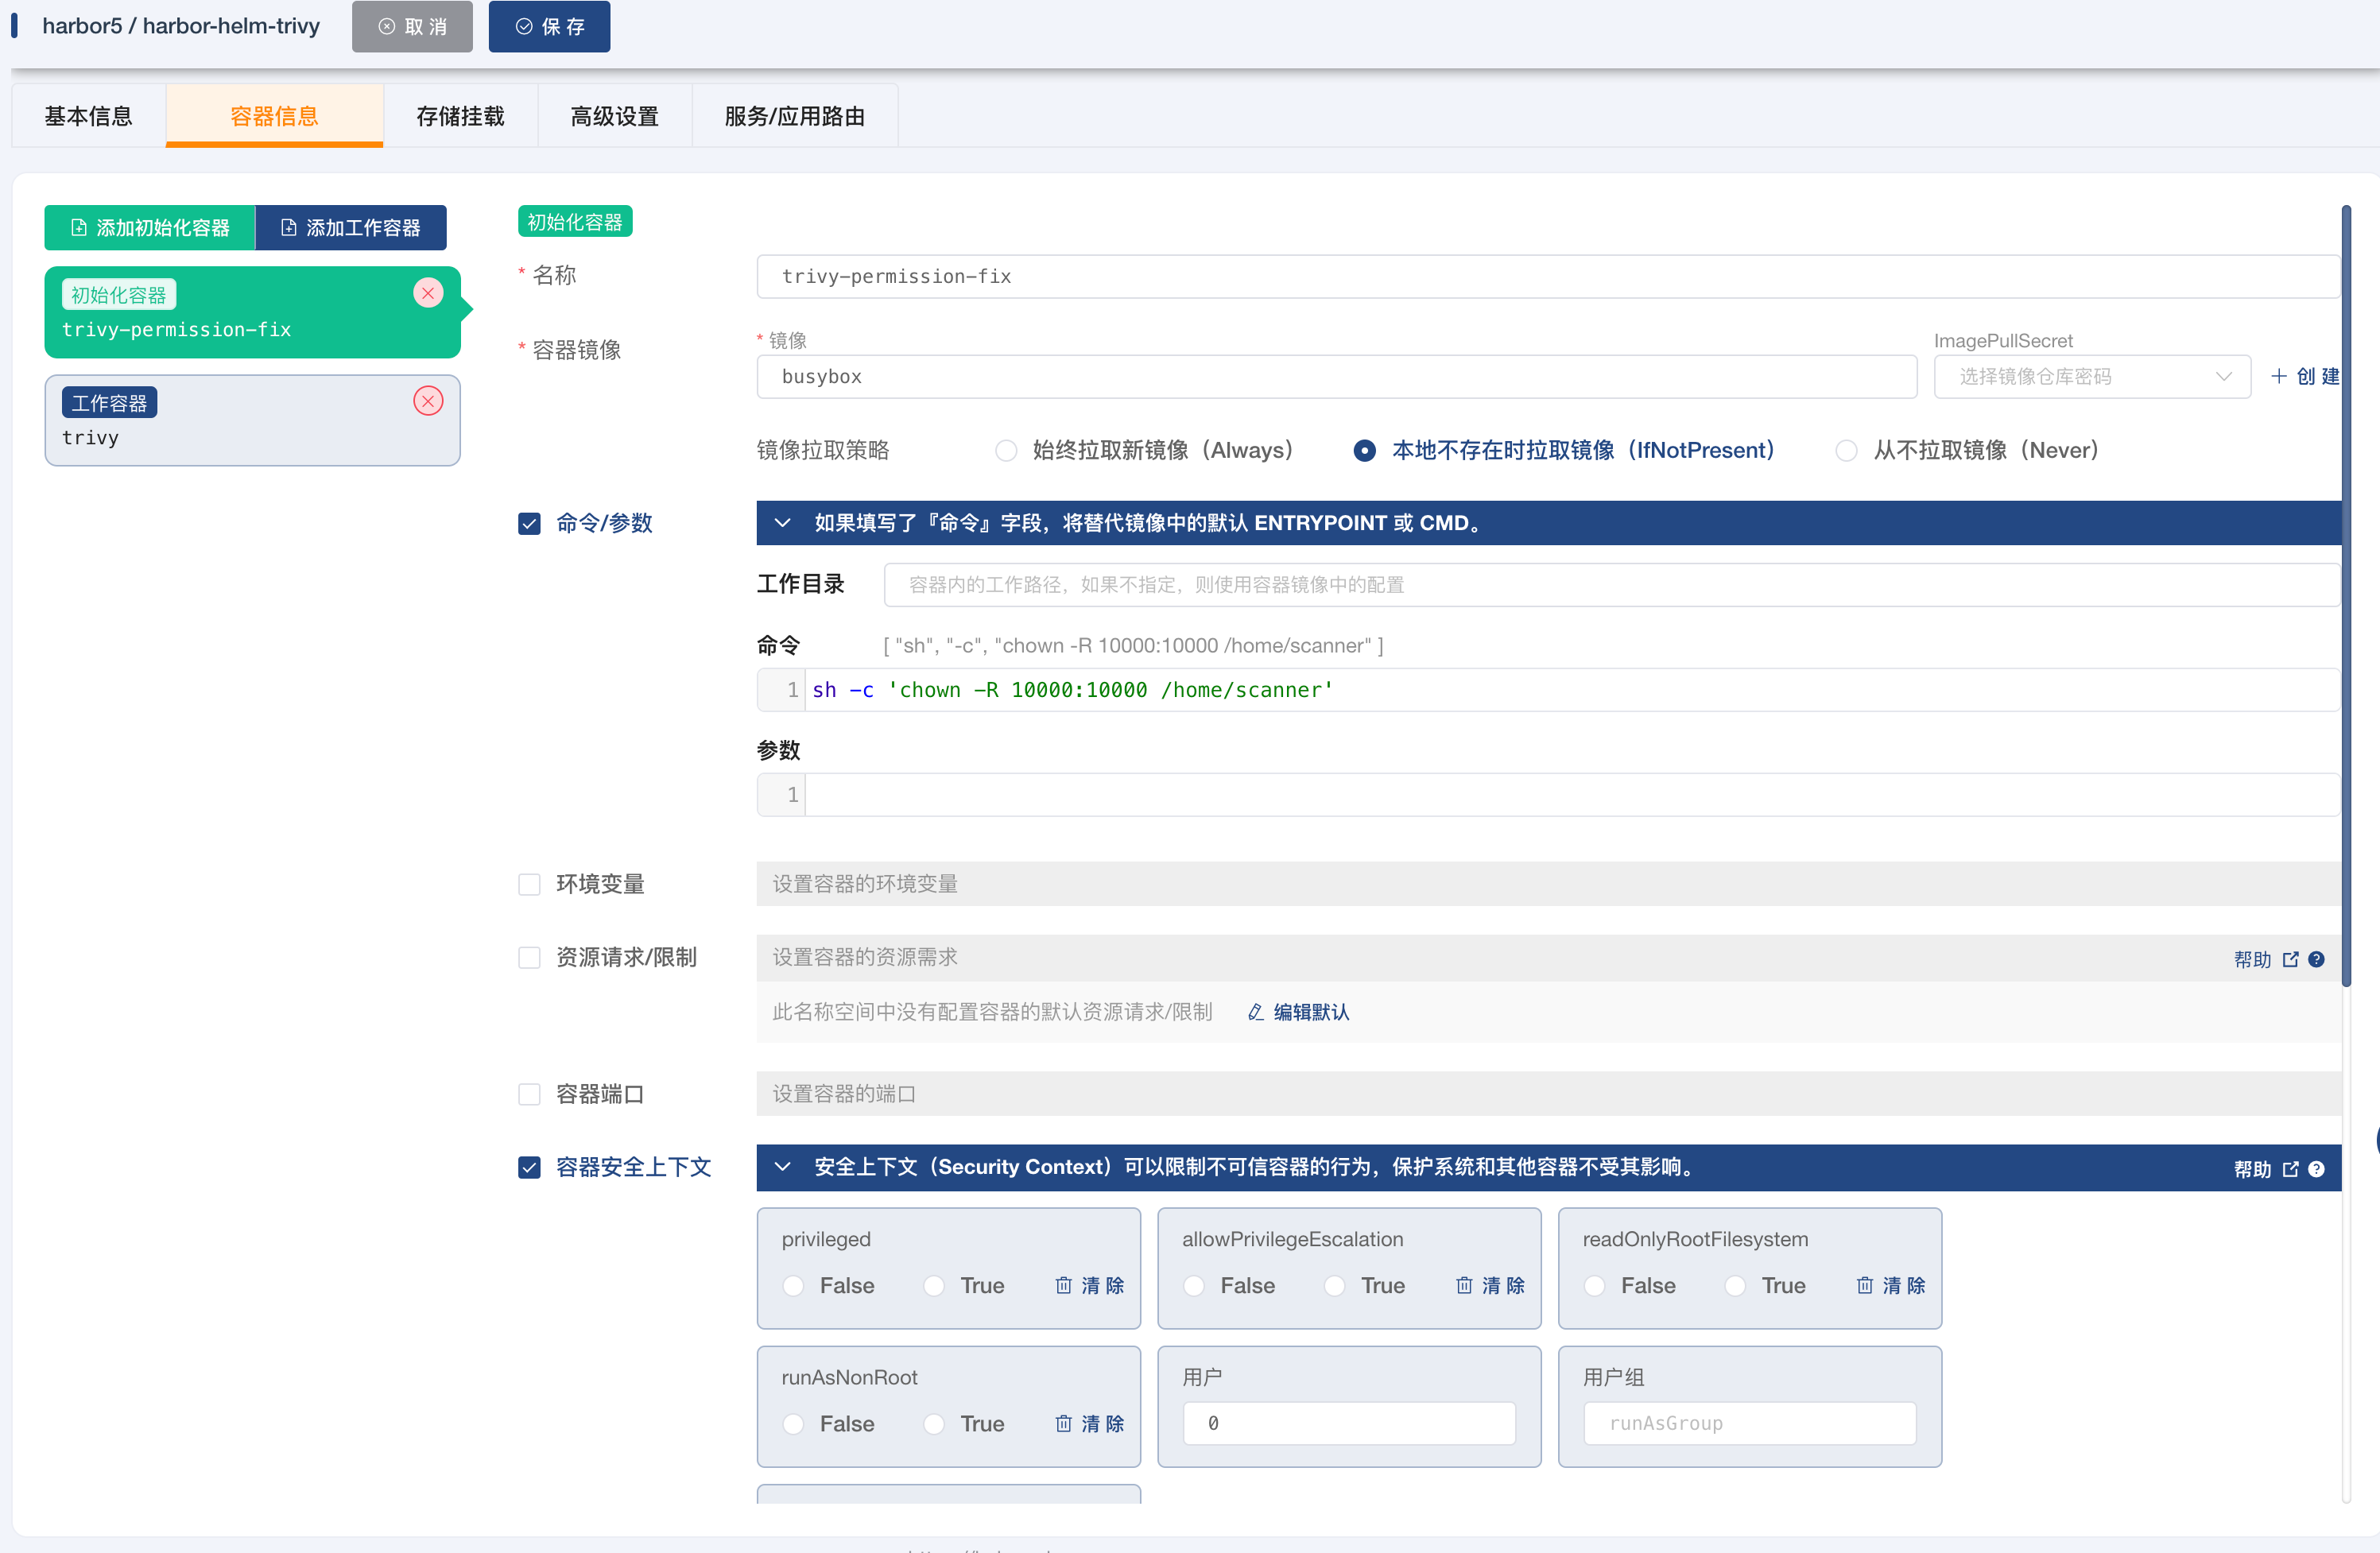 harbor5 / harbor-helm-trivy
取 消
保 存
基本信息
容器信息
存储挂载
高级设置
服务/应用路由
添加初始化容器
添加工作容器
初始化容器
trivy-permission-fix
工作容器
trivy
初始化容器
* 名称
trivy-permission-fix
* 容器镜像
* 镜像
busybox
ImagePullSecret
选择镜像仓库密码
创 建
镜像拉取策略
始终拉取新镜像（Always）
本地不存在时拉取镜像（IfNotPresent）
从不拉取镜像（Never）
命令/参数
如果填写了『命令』字段，将替代镜像中的默认 ENTRYPOINT 或 CMD。
工作目录
容器内的工作路径，如果不指定，则使用容器镜像中的配置
命令
[ "sh", "-c", "chown -R 10000:10000 /home/scanner" ]
1 sh -c 'chown -R 10000:10000 /home/scanner'
参数
1
环境变量
设置容器的环境变量
资源请求/限制
设置容器的资源需求
帮助
此名称空间中没有配置容器的默认资源请求/限制
编辑默认
容器端口
设置容器的端口
容器安全上下文
安全上下文（Security Context）可以限制不可信容器的行为，保护系统和其他容器不受其影响。
帮助
privileged
False
True
清 除
allowPrivilegeEscalation
False
True
清 除
readOnlyRootFilesystem
False
True
清 除
runAsNonRoot
False
True
清 除
用户
0
用户组
runAsGroup